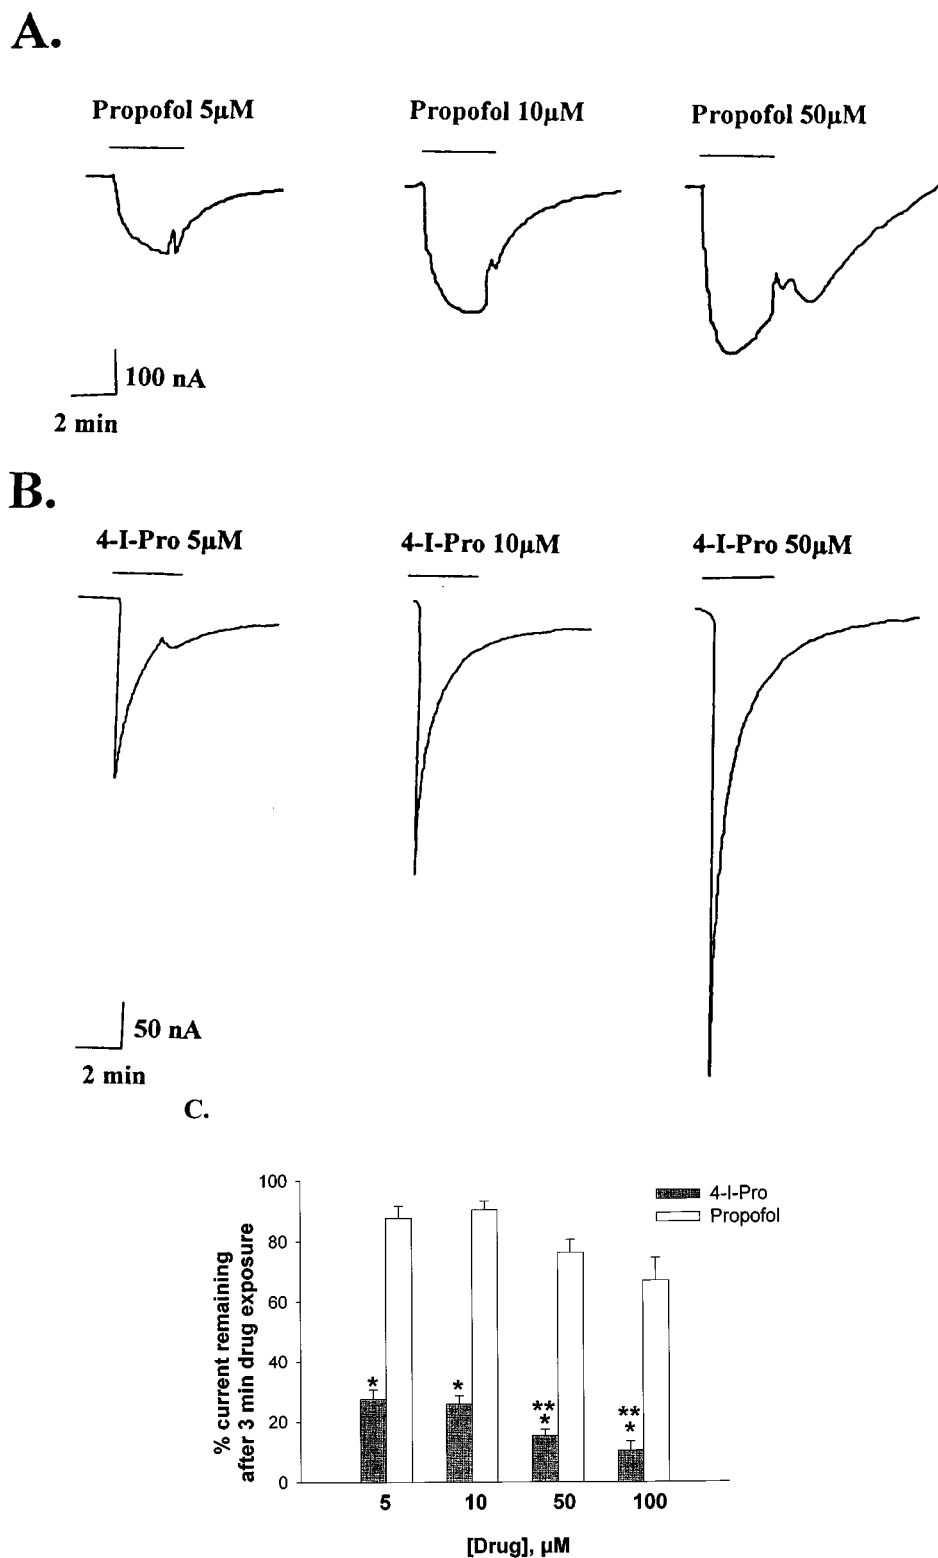 A.
Propofol 5µM
Propofol 10µM
Propofol 50µM
100 nA
2 min
B.
4-I-Pro 5µM
4-I-Pro 10µM
4-I-Pro 50µM
50 nA
2 min
C.
% current remaining
after 3 min drug exposure
100
80
60
40
20
0
4-I-Pro
Propofol
*
*
**
*
**
*
5
10
50
100
[Drug], µM